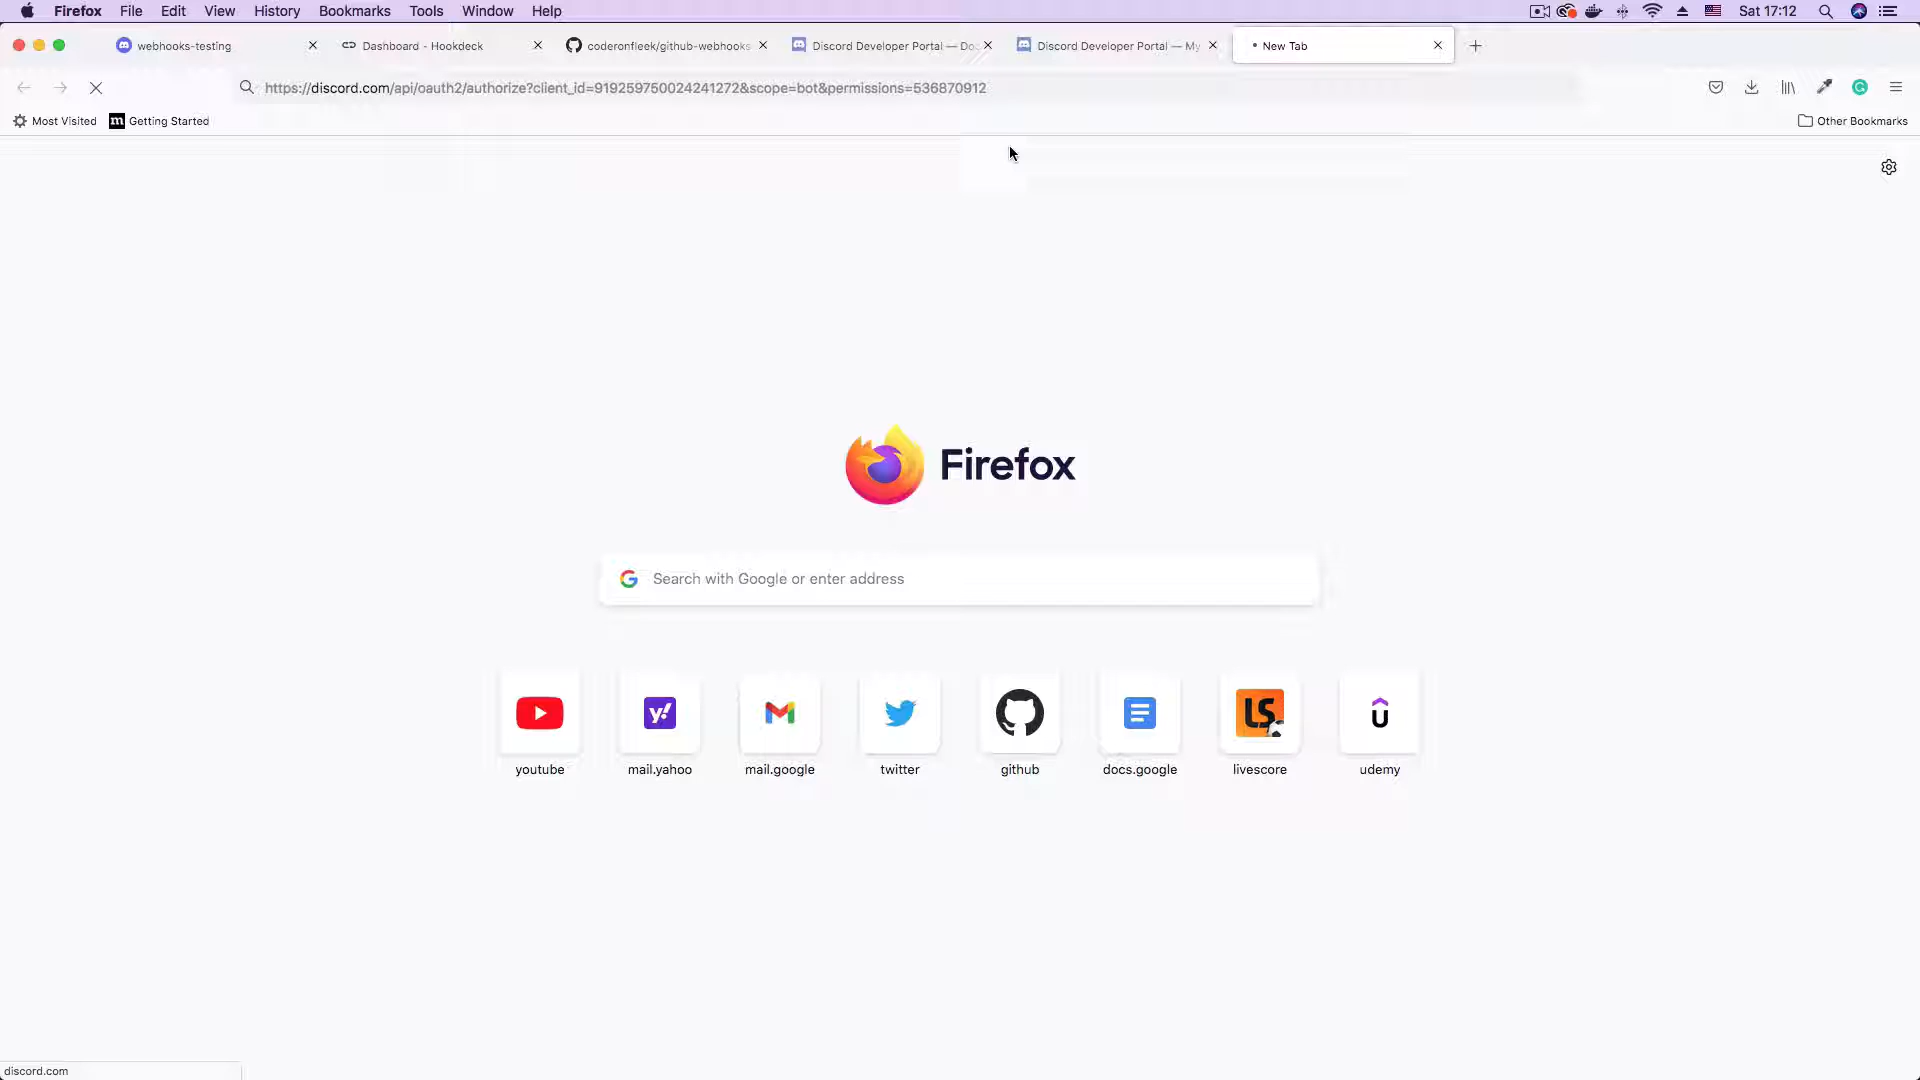 Firefox File Edit View History Bookmarks Tools Window Help Sat 17:12
webhooks-testing Dashboard - Hookdeck coderonfleek/github-webhooks Discord Developer Portal — Doc Discord Developer Portal — My New Tab
https://discord.com/api/oauth2/authorize?client_id=919259750024241272&scope=bot&permissions=536870912
Most Visited Getting Started Other Bookmarks
Firefox
Search with Google or enter address
youtube mail.yahoo mail.google twitter github docs.google livescore udemy
discord.com